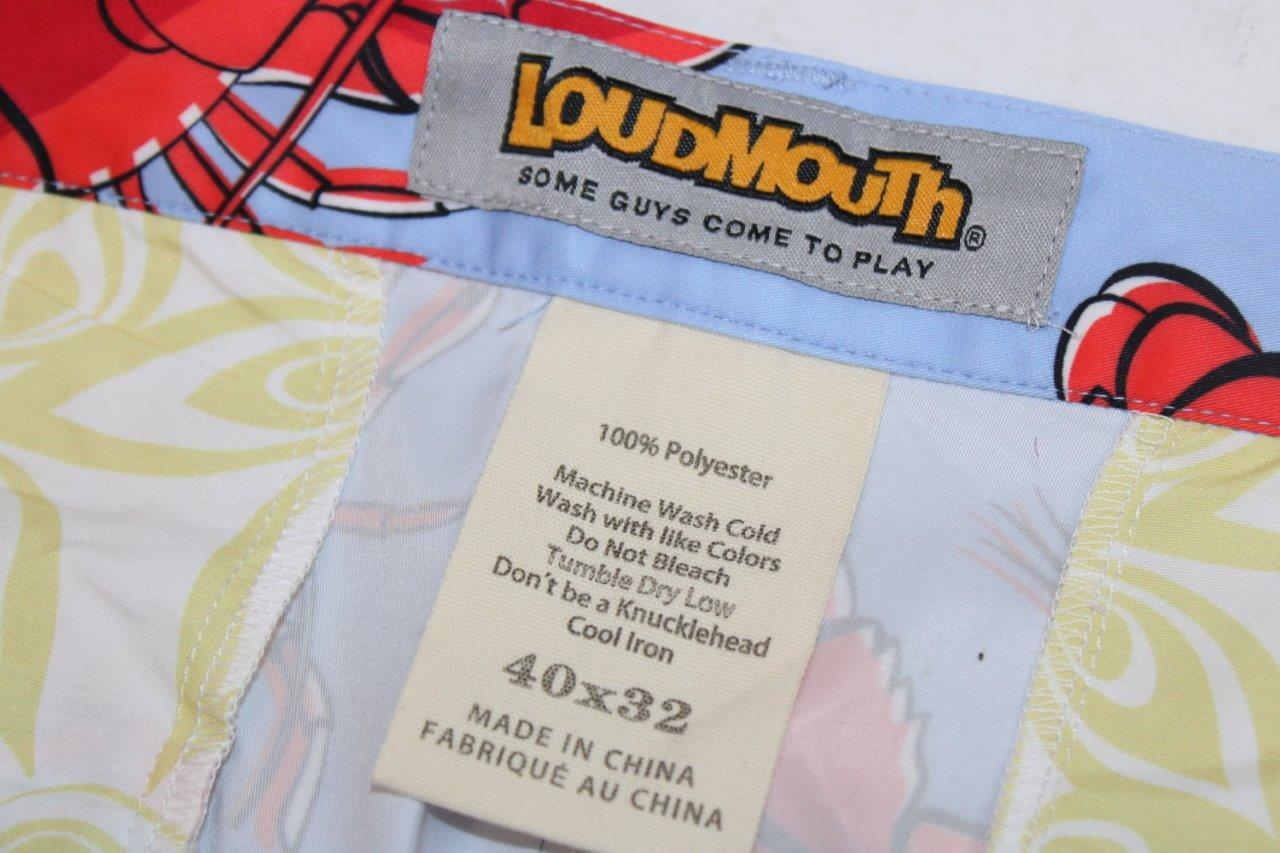 LOUDMOUTh®
SOME GUYS COME TO PLAY
100% Polyester
Machine Wash Cold
Wash with like Colors
Do Not Bleach
Tumble Dry Low
Don't be a Knucklehead
Cool Iron
40x32
MADE IN CHINA
FABRIQUÉ AU CHINA